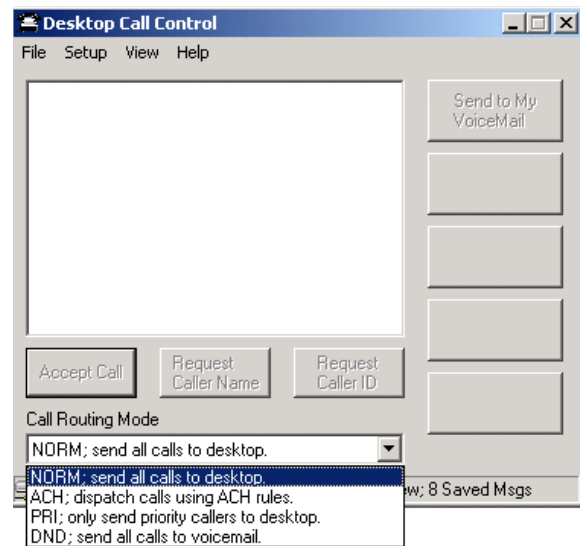 Desktop Call Control
File Setup View Help
Send to My
VoiceMail
Accept Call
Request
Caller Name
Request
Caller ID
Call Routing Mode
NORM; send all calls to desktop.
NORM; send all calls to desktop.
ACH; dispatch calls using ACH rules.
PRI; only send priority callers to desktop.
DND; send all calls to voicemail.
; 8 Saved Msgs